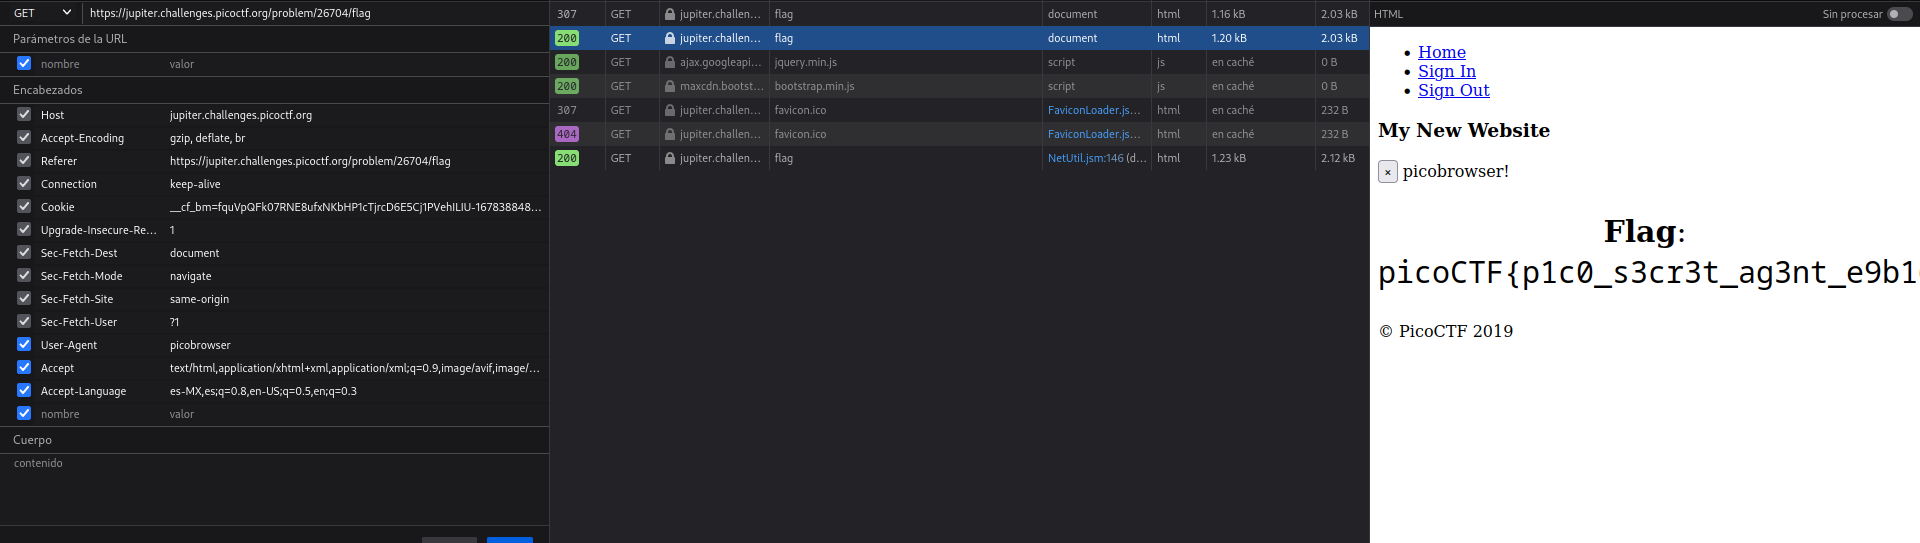 GET https://jupiter.challenges.picoctf.org/problem/26704/flag
Parámetros de la URL
nombre valor
Encabezados
Host jupiter.challenges.picoctf.org
Accept-Encoding gzip, deflate, br
Referer https://jupiter.challenges.picoctf.org/problem/26704/flag
Connection keep-alive
Cookie
Upgrade-Insecure-Re... 1
Sec-Fetch-Dest document
Sec-Fetch-Mode navigate
Sec-Fetch-Site same-origin
Sec-Fetch-User ?1
User-Agent picobrowser
Accept text/html,application/xhtml+xml,application/xml;q=0.9,image/avif,image/...
Accept-Language es-MX,es;q=0.8,en-US;q=0.5,en;q=0.3
nombre valor
Cuerpo
contenido
307 GET jupiter.challen... flag document html 1.16 kB 2.03 kB
200 GET jupiter.challen... flag document html 1.20 kB 2.03 kB
200 GET ajax.googleapi... jquery.min.js script js en caché 0 B
200 GET maxcdn.bootst... bootstrap.min.js script js en caché 0 B
307 GET jupiter.challen... favicon.ico FaviconLoader.js... html en caché 232 B
404 GET jupiter.challen... favicon.ico FaviconLoader.js... html en caché 232 B
200 GET jupiter.challen... flag NetUtil.jsm:146 (d... html 1.23 kB 2.12 kB
HTML Sin procesar
Home
Sign In
Sign Out
My New Website
× picobrowser!
Flag:
picoCTF{p1c0_s3cr3t_ag3nt_e9b1
© PicoCTF 2019